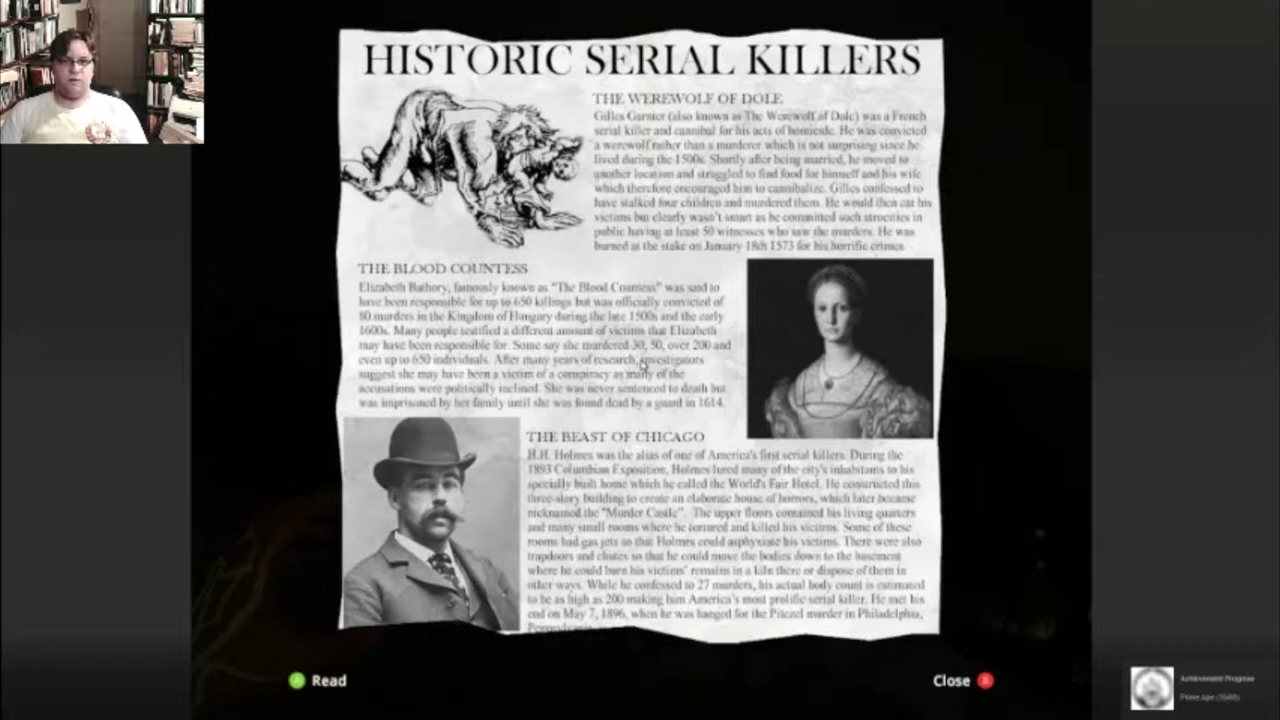 HISTORIC SERIAL KILLERS
THE WEREWOLF OF DOLE
Gilles Garnier (also known as The Werewolf of Dole) was a French
serial killer and cannibal for his acts of homicide. He was convicted
a werewolf rather than a murderer which is not surprising since he
lived during the 1500s. Shortly after being married, he moved to
another location and struggled to find food for himself and his wife
which therefore encouraged him to cannibalize. Gilles confessed to
have stalked four children and murdered them. He would then eat his
victims but clearly wasn't smart as he committed such atrocities in
public having at least 50 witnesses who saw the murders. He was
burned at the stake on January 18th 1573 for his horrific crimes.
THE BLOOD COUNTESS
Elizabeth Bathory, famously known as "The Blood Countess" was said to
have been responsible for up to 650 killings but was officially convicted of
80 murders in the Kingdom of Hungary during the late 1500s and the early
1600s. Many people testified a different amount of victims that Elizabeth
may have been responsible for. Some say she murdered 30, 50, over 200 and
even up to 650 individuals. After many years of research, investigators
suggest she may have been a victim of a conspiracy as many of the
accusations were politically inclined. She was never sentenced to death but
was imprisoned by her family until she was found dead by a guard in 1614.
THE BEAST OF CHICAGO
H.H. Holmes was the alias of one of America's first serial killers. During the
1893 Columbian Exposition, Holmes lured many of the city's inhabitants to his
specially built home which he called the World's Fair Hotel. He constructed this
three-story building to create an elaborate house of horrors, which later became
nicknamed the "Murder Castle". The upper floors contained his living quarters
and many small rooms where he tortured and killed his victims. Some of these
rooms had gas jets so that Holmes could asphyxiate his victims. There were also
trapdoors and chutes so that he could move the bodies down to the basement
where he could burn his victims' remains in a kiln there or dispose of them in
other ways. While he confessed to 27 murders, his actual body count is estimated
to be as high as 200 making him America's most prolific serial killer. He met his
end on May 7, 1896, when he was hanged for the Pitezel murder in Philadelphia,
A Read
Close B
Achievement Progress
Prime Ape